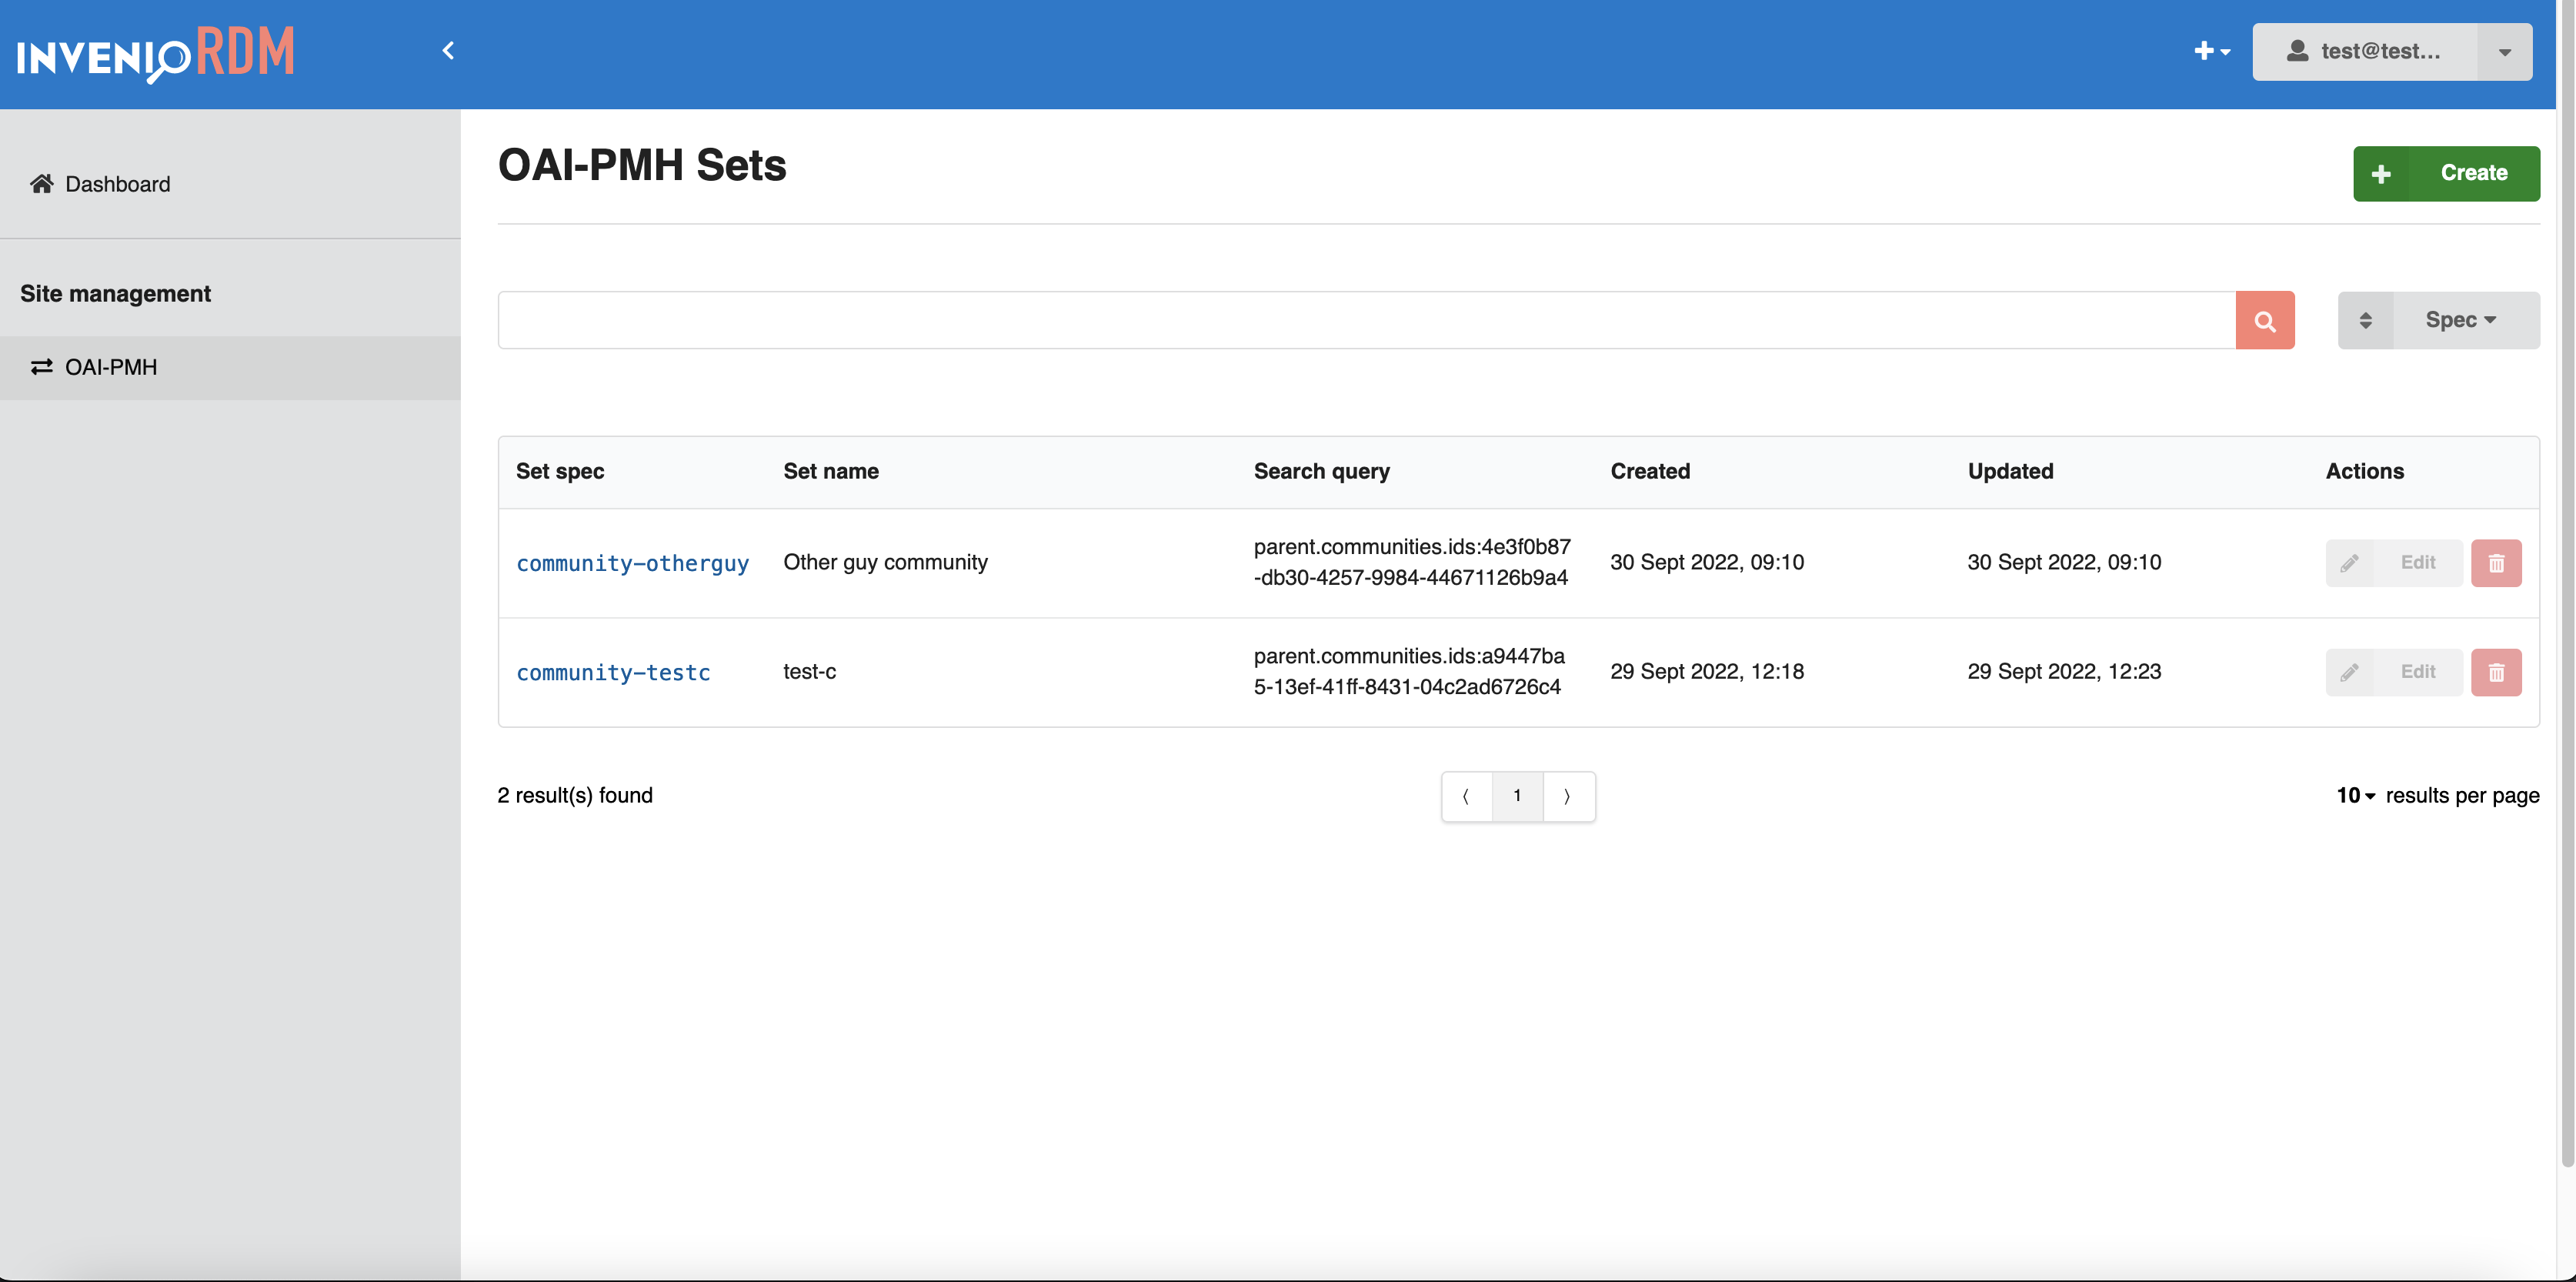 INVENIORDM
test@test...
Dashboard
Site management
OAI-PMH
OAI-PMH Sets
Create
Spec
Set spec Set name Search query Created Updated Actions
community-otherguy Other guy community parent.communities.ids:4e3f0b87
-db30-4257-9984-44671126b9a4 30 Sept 2022, 09:10 30 Sept 2022, 09:10 Edit
community-testc test-c parent.communities.ids:a9447ba
5-13ef-41ff-8431-04c2ad6726c4 29 Sept 2022, 12:18 29 Sept 2022, 12:23 Edit
2 result(s) found
⟨ 1 ⟩
10 results per page